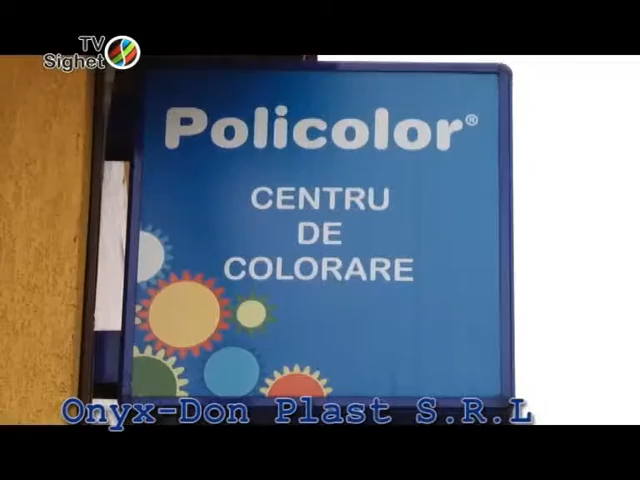 TV
Sighet
Policolor®
CENTRU
DE
COLORARE
Onyx-Don Plast S.R.L